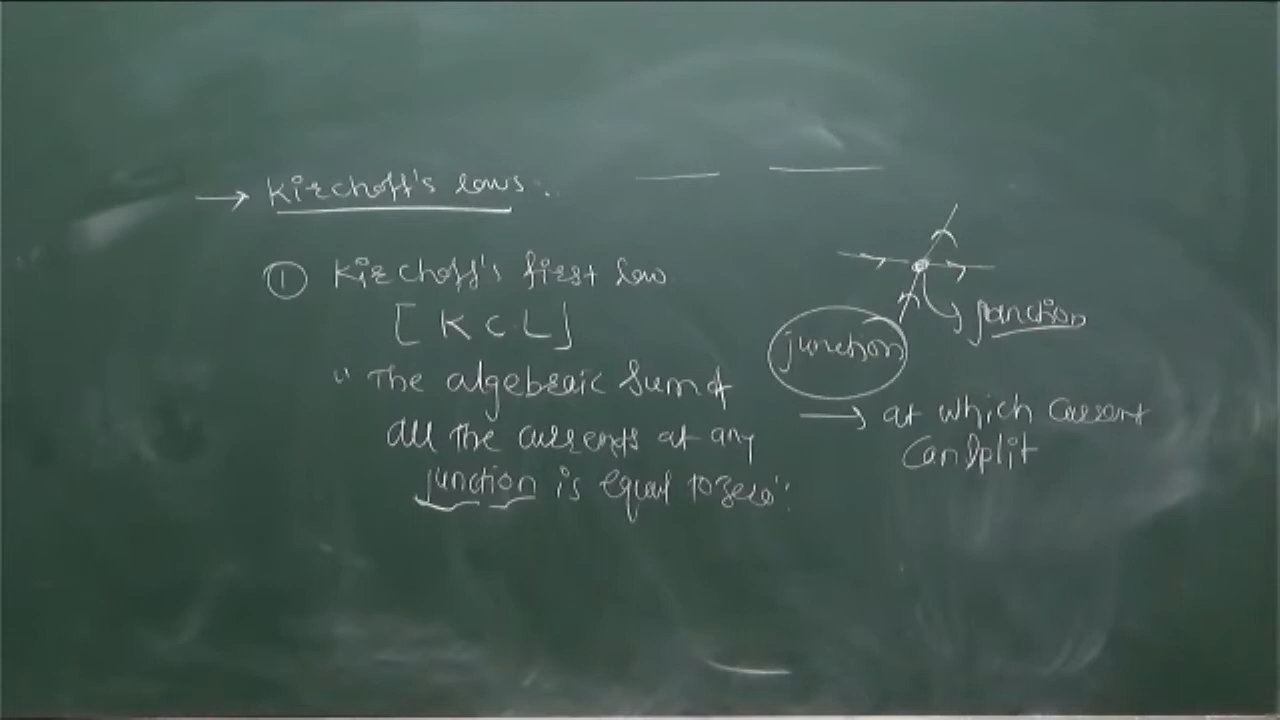 → Kirchoff's laws :
① Kirchoff's first law
[KCL]
" The algebraic sum of
all the currents at any
junction is equal to zero".
junction
junction
→ at which current
can split